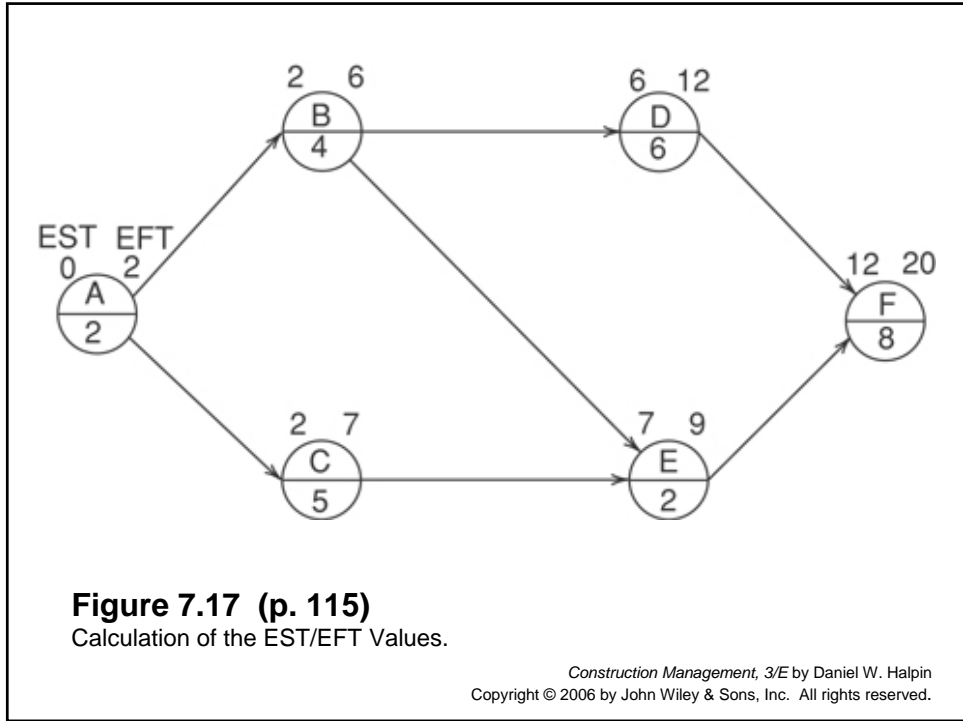 2 6
B
4
6 12
D
6
EST EFT
0 2
A
2
12 20
F
8
2 7
C
5
7 9
E
2
Figure 7.17 (p. 115)
Calculation of the EST/EFT Values.
Construction Management, 3/E by Daniel W. Halpin
Copyright © 2006 by John Wiley & Sons, Inc. All rights reserved.